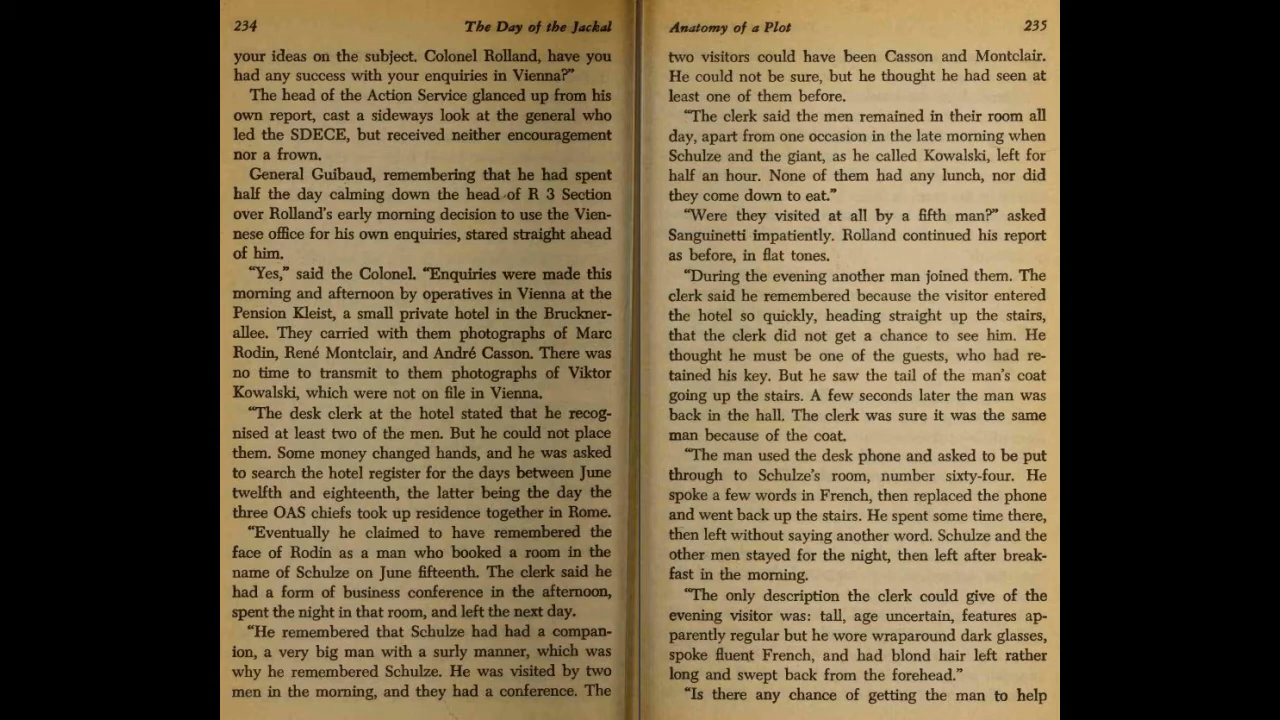 234 The Day of the Jackal
your ideas on the subject. Colonel Rolland, have you
had any success with your enquiries in Vienna?”
The head of the Action Service glanced up from his
own report, cast a sideways look at the general who
led the SDECE, but received neither encouragement
nor a frown.
General Guibaud, remembering that he had spent
half the day calming down the head of R 3 Section
over Rolland's early morning decision to use the Vien-
nese office for his own enquiries, stared straight ahead
of him.
“Yes,” said the Colonel. “Enquiries were made this
morning and afternoon by operatives in Vienna at the
Pension Kleist, a small private hotel in the Bruckner-
allee. They carried with them photographs of Marc
Rodin, René Montclair, and André Casson. There was
no time to transmit to them photographs of Viktor
Kowalski, which were not on file in Vienna.
“The desk clerk at the hotel stated that he recog-
nised at least two of the men. But he could not place
them. Some money changed hands, and he was asked
to search the hotel register for the days between June
twelfth and eighteenth, the latter being the day the
three OAS chiefs took up residence together in Rome.
“Eventually he claimed to have remembered the
face of Rodin as a man who booked a room in the
name of Schulze on June fifteenth. The clerk said he
had a form of business conference in the afternoon,
spent the night in that room, and left the next day.
“He remembered that Schulze had had a compan-
ion, a very big man with a surly manner, which was
why he remembered Schulze. He was visited by two
men in the morning, and they had a conference. The
Anatomy of a Plot 235
two visitors could have been Casson and Montclair.
He could not be sure, but he thought he had seen at
least one of them before.
“The clerk said the men remained in their room all
day, apart from one occasion in the late morning when
Schulze and the giant, as he called Kowalski, left for
half an hour. None of them had any lunch, nor did
they come down to eat.”
“Were they visited at all by a fifth man?” asked
Sanguinetti impatiently. Rolland continued his report
as before, in flat tones.
“During the evening another man joined them. The
clerk said he remembered because the visitor entered
the hotel so quickly, heading straight up the stairs,
that the clerk did not get a chance to see him. He
thought he must be one of the guests, who had re-
tained his key. But he saw the tail of the man's coat
going up the stairs. A few seconds later the man was
back in the hall. The clerk was sure it was the same
man because of the coat.
“The man used the desk phone and asked to be put
through to Schulze's room, number sixty-four. He
spoke a few words in French, then replaced the phone
and went back up the stairs. He spent some time there,
then left without saying another word. Schulze and the
other men stayed for the night, then left after break-
fast in the morning.
“The only description the clerk could give of the
evening visitor was: tall, age uncertain, features ap-
parently regular but he wore wraparound dark glasses,
spoke fluent French, and had blond hair left rather
long and swept back from the forehead.”
“Is there any chance of getting the man to help